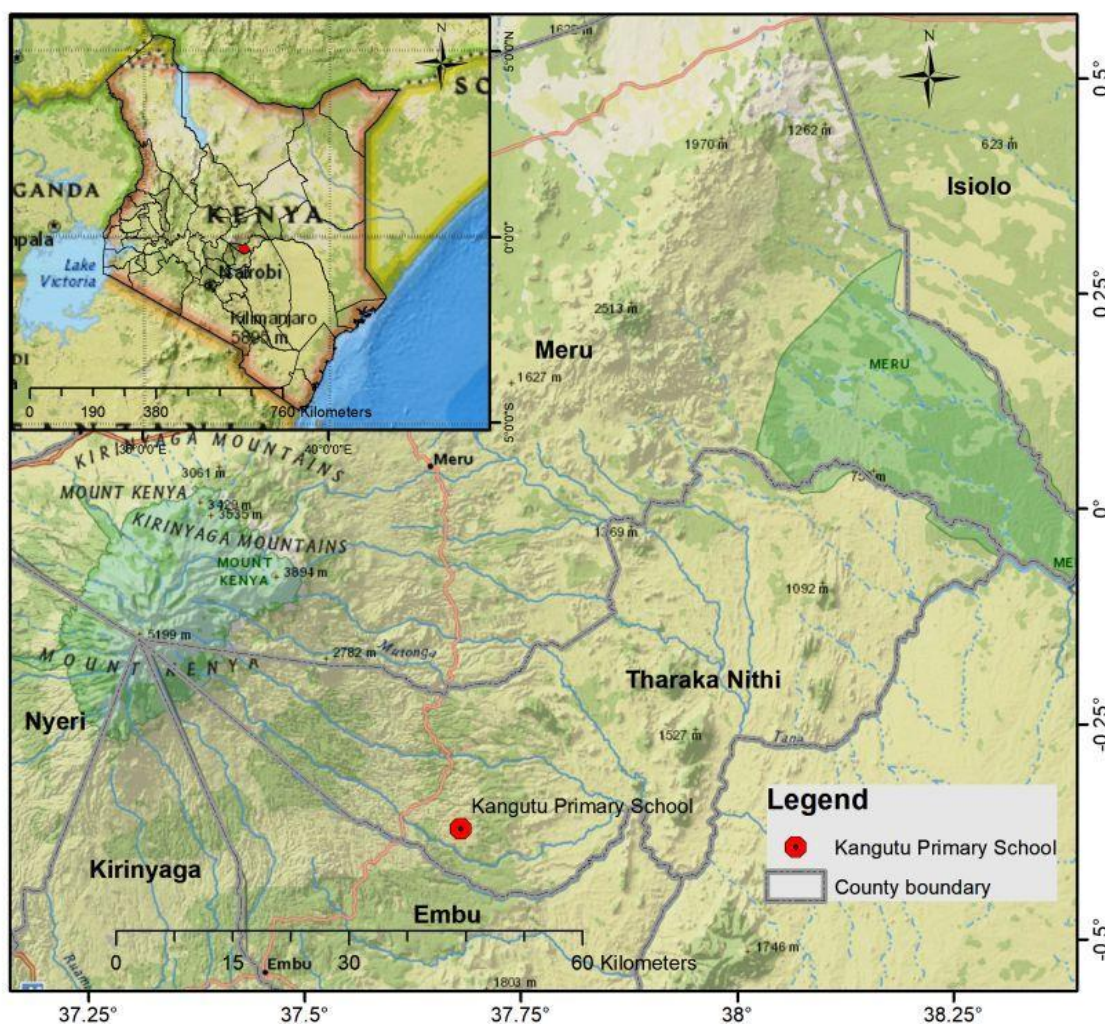 N
5°0'0"N
SC
GANDA
KENYA
mpala
0°0'0"
Lake
Victoria
Nairobi
Kilimanjaro
5895 m
DI
0 190 380 760 Kilometers
40°0'0"E
5°0'0"S
N
1970 m
1262 m
623 m
Isiolo
0.5°
0.25°
2513 m
MERU
Meru
1627 m
KIRINYAGA MOUNTAINS
Meru
3061 m
MOUNT KENYA
3429 m
3535 m
KIRINYAGA MOUNTAINS
0°
1369 m
MOUNT
KENYA
3894 m
1092 m
5199 m
2782 m
Mutonga
MOUNT KENYA
Tharaka Nithi
Nyeri
-0.25°
1527 m
Tana
Kangutu Primary School
Legend
Kangutu Primary School
County boundary
Kirinyaga
Embu
0 15 30 60 Kilometers
1746 m
Embu
1803 m
-0.5°
37.25° 37.5° 37.75° 38° 38.25°